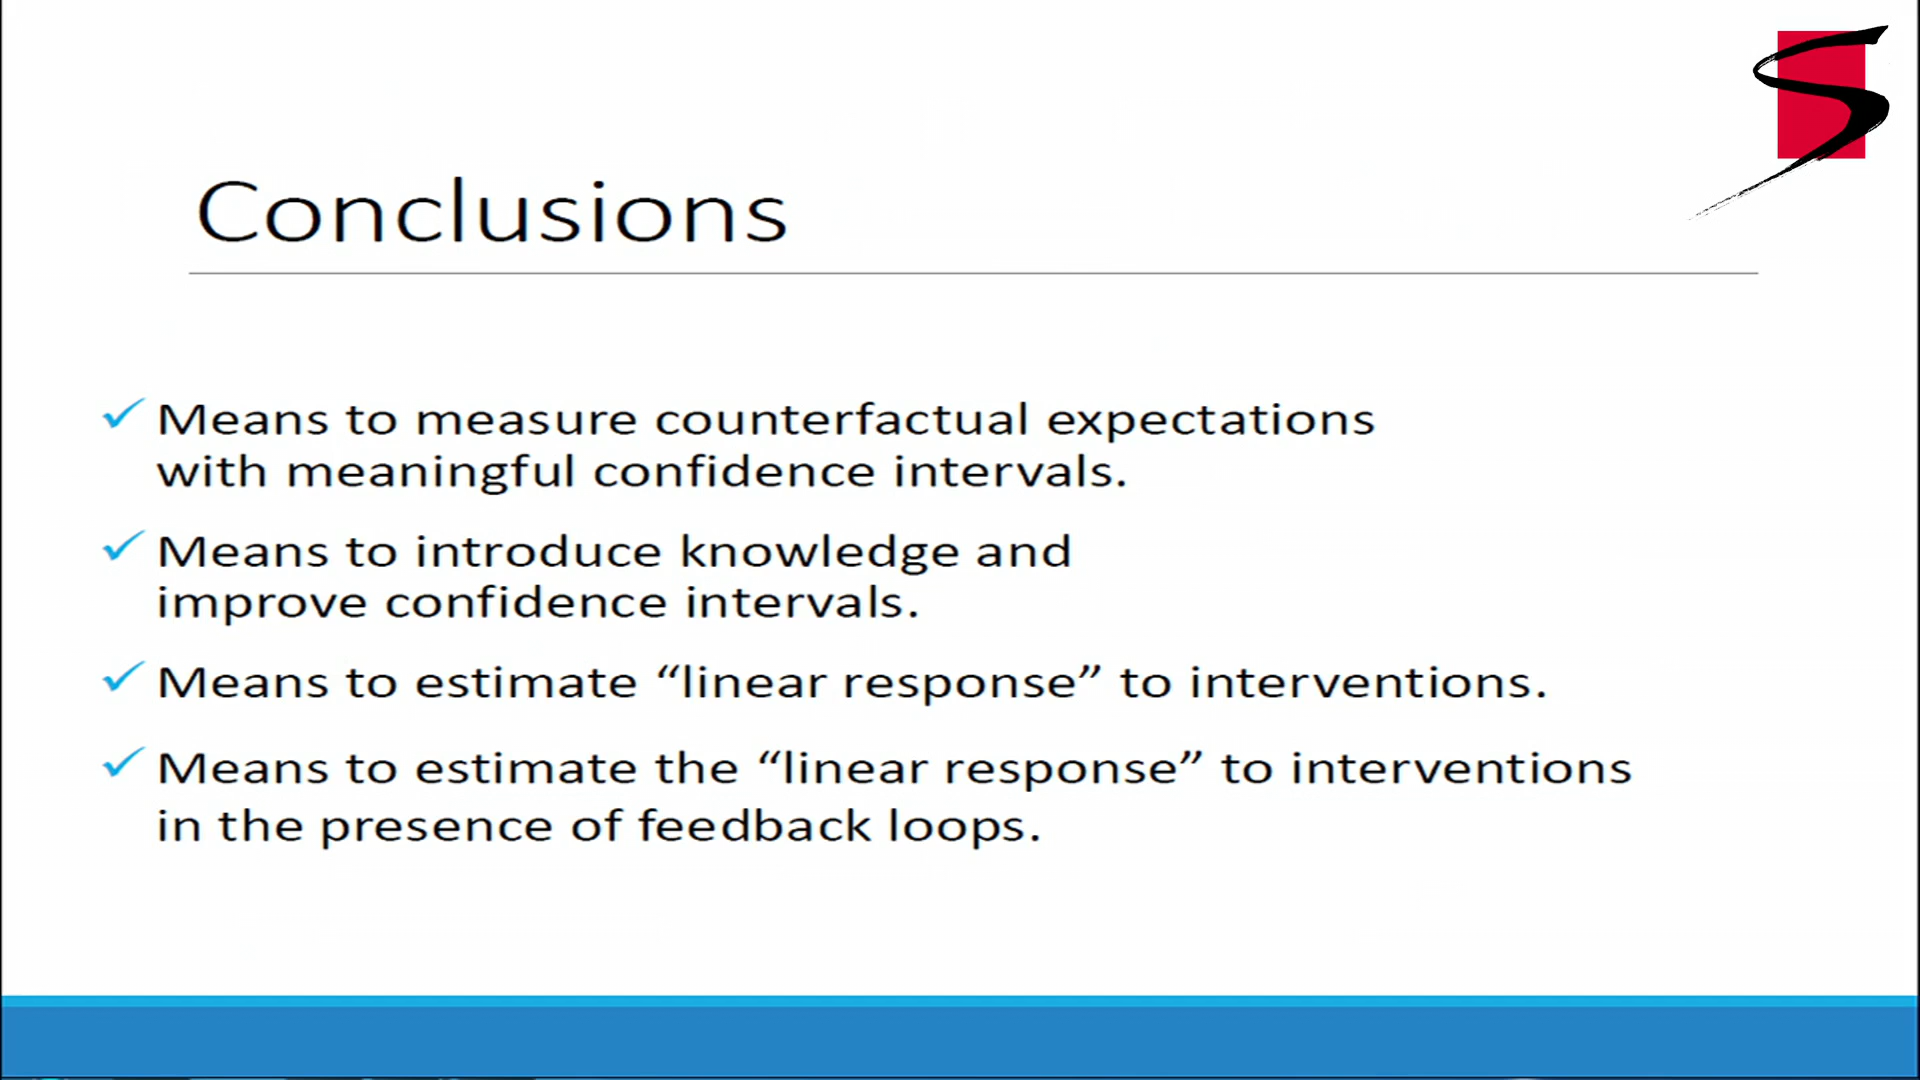 Conclusions
Means to measure counterfactual expectations
with meaningful confidence intervals.
Means to introduce knowledge and
improve confidence intervals.
Means to estimate “linear response” to interventions.
Means to estimate the “linear response” to interventions
in the presence of feedback loops.